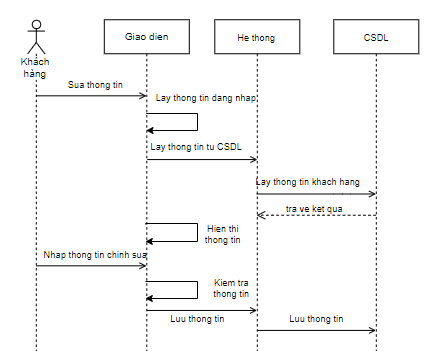 Giao dien
He thong
CSDL
Khách
hàng
Sua thong tin
Lay thong tin dang nhap
Lay thong tin tu CSDL
Lay thong tin khach hang
tra ve ket qua
Hien thi
thong tin
Nhap thong tin chinh sua
Kiem tra
thong tin
Luu thong tin
Luu thong tin